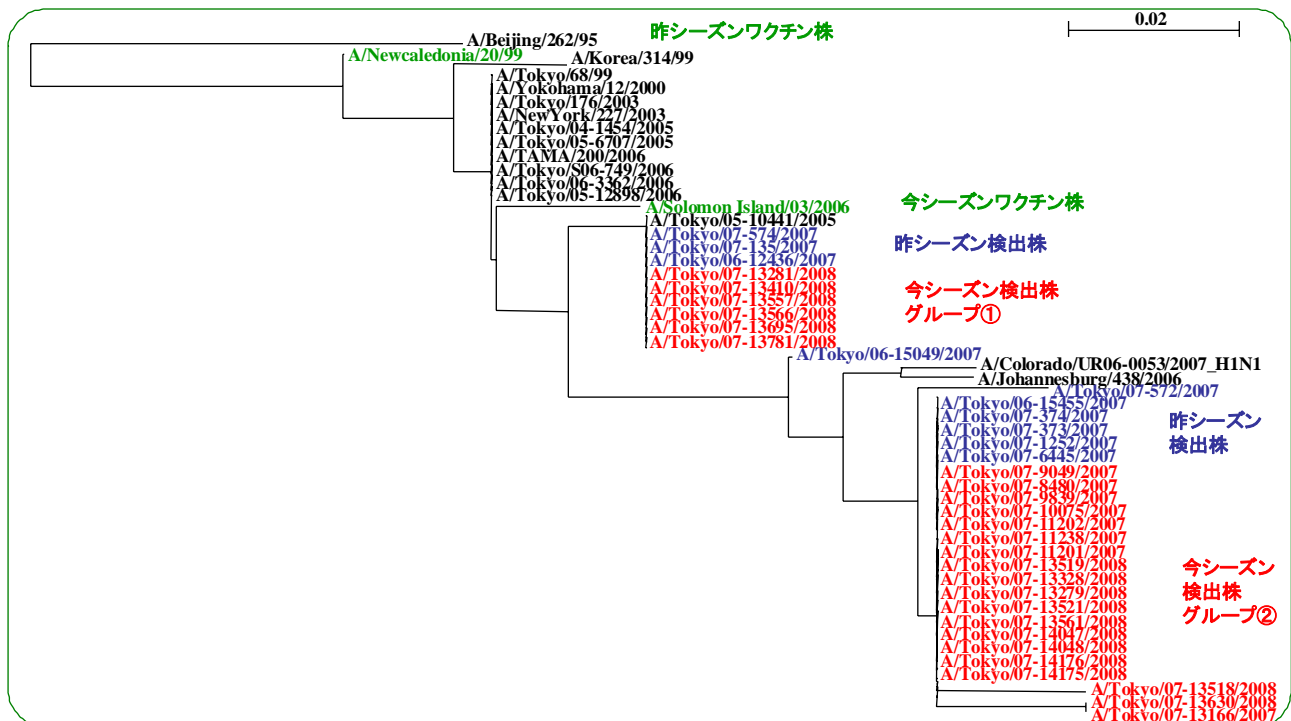 0.02
昨シーズンワクチン株
A/Beijing/262/95
A/Newcaledonia/20/99
A/Korea/314/99
A/Tokyo/68/99
A/Yokohama/12/2000
A/Tokyo/176/2003
A/NewYork/227/2003
A/Tokyo/04-1454/2005
A/Tokyo/05-6707/2005
A/TAMA/200/2006
A/Tokyo/S06-749/2006
A/Tokyo/06-3362/2006
A/Tokyo/05-12898/2006
A/Solomon Island/03/2006
今シーズンワクチン株
A/Tokyo/05-10441/2005
A/Tokyo/07-574/2007
A/Tokyo/07-135/2007
A/Tokyo/06-12436/2007
昨シーズン検出株
A/Tokyo/07-13281/2008
A/Tokyo/07-13410/2008
A/Tokyo/07-13557/2008
A/Tokyo/07-13566/2008
A/Tokyo/07-13695/2008
A/Tokyo/07-13781/2008
今シーズン検出株
グループ①
A/Tokyo/06-15049/2007
A/Colorado/UR06-0053/2007_H1N1
A/Johannesburg/438/2006
A/Tokyo/07-572/2007
A/Tokyo/06-15455/2007
A/Tokyo/07-374/2007
A/Tokyo/07-373/2007
A/Tokyo/07-1252/2007
A/Tokyo/07-6445/2007
昨シーズン
検出株
A/Tokyo/07-9049/2007
A/Tokyo/07-8480/2007
A/Tokyo/07-9839/2007
A/Tokyo/07-10075/2007
A/Tokyo/07-11202/2007
A/Tokyo/07-11238/2007
A/Tokyo/07-11201/2007
A/Tokyo/07-13519/2008
A/Tokyo/07-13328/2008
A/Tokyo/07-13279/2008
A/Tokyo/07-13521/2008
A/Tokyo/07-13561/2008
A/Tokyo/07-14047/2008
A/Tokyo/07-14048/2008
A/Tokyo/07-14176/2008
A/Tokyo/07-14175/2008
今シーズン
検出株
グループ②
A/Tokyo/07-13518/2008
A/Tokyo/07-13630/2008
A/Tokyo/07-13166/2007